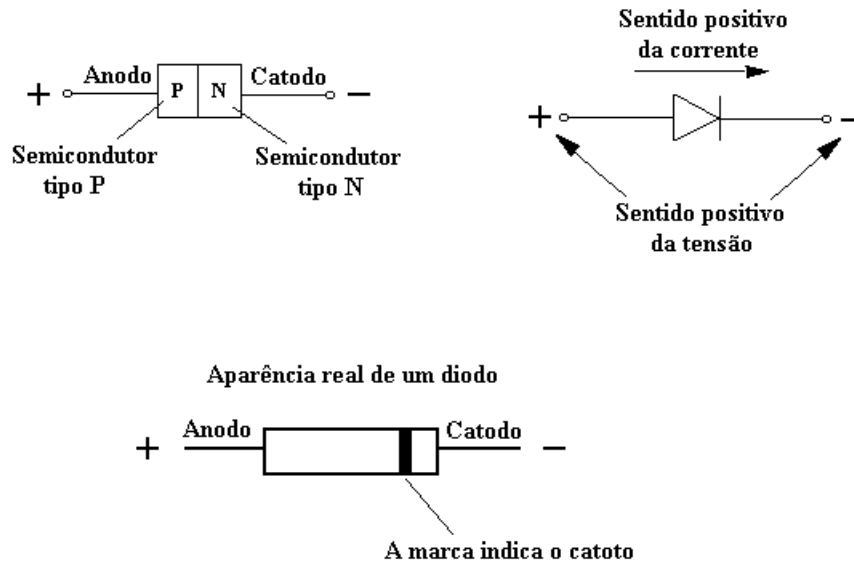 Anodo
Catodo
+
P
N
−
Semicondutor
tipo P
Semicondutor
tipo N
Sentido positivo
da corrente
+
−
Sentido positivo
da tensão
Aparência real de um diodo
+
Anodo
Catodo
−
A marca indica o catoto